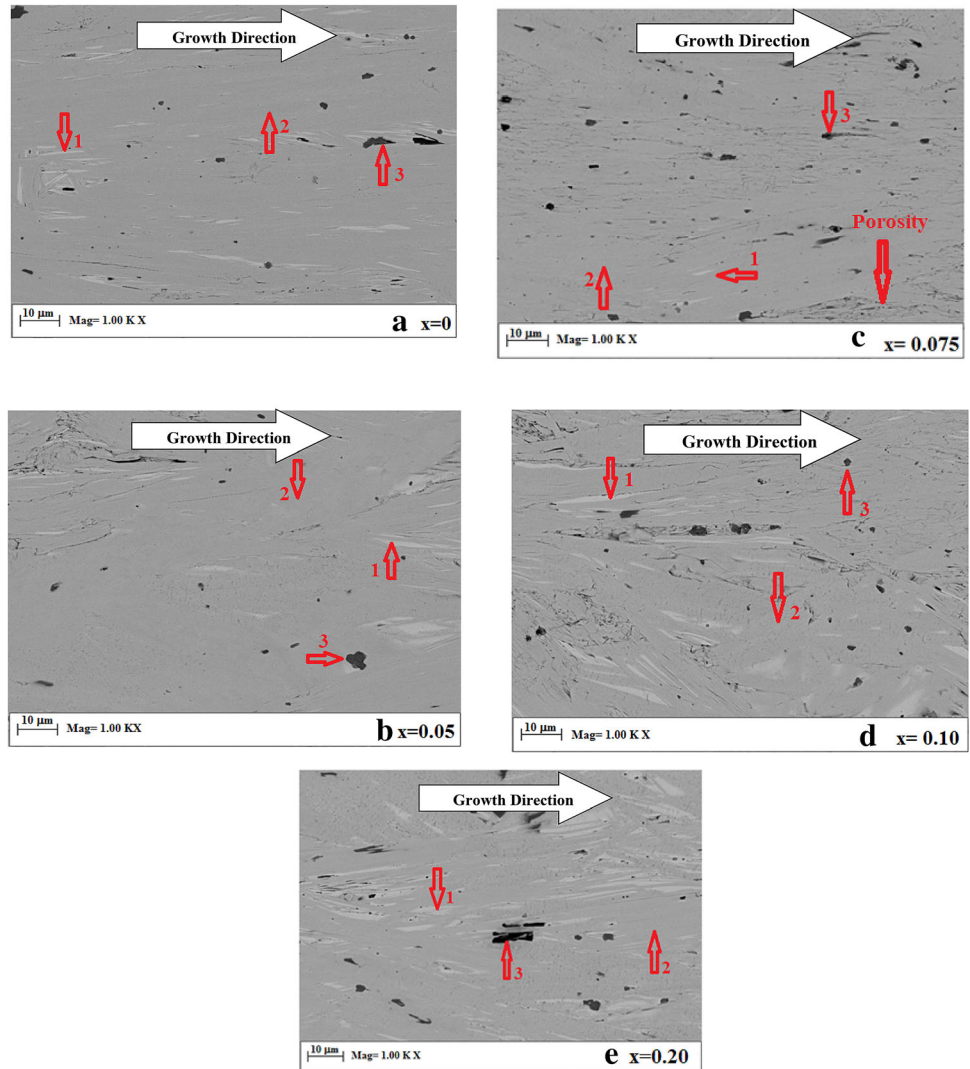 Growth Direction
1
2
3
10 µm
Mag= 1.00 K X
a x=0
Growth Direction
3
Porosity
1
2
10 µm
Mag= 1.00 K X
c x= 0.075
Growth Direction
2
1
3
10 µm
Mag= 1.00 KX
b x=0.05
Growth Direction
1
3
2
10 µm
Mag= 1.00 K X
d x= 0.10
Growth Direction
1
2
3
10 µm
Mag= 1.00 K X
e x=0.20